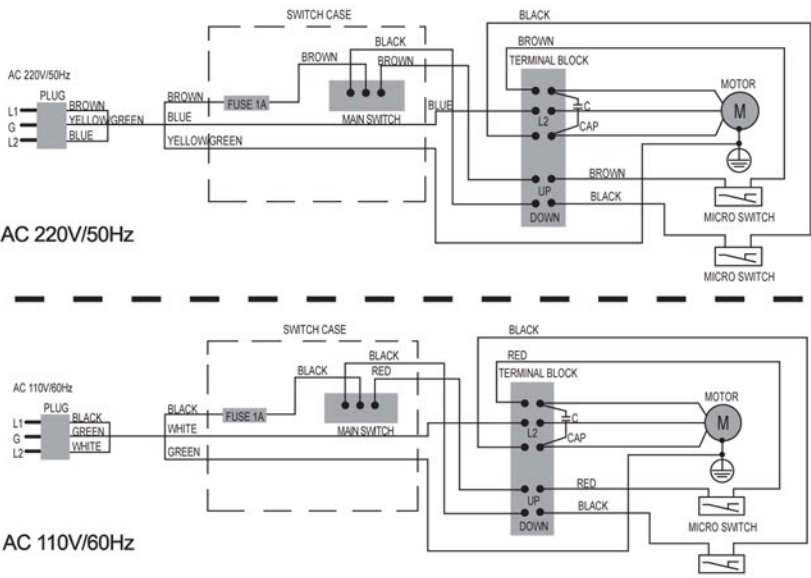 SWITCH CASE
BLACK
BLACK
BROWN
BROWN
BROWN
TERMINAL BLOCK
AC 220V/50Hz
PLUG
MOTOR
L1
BROWN
BROWN
FUSE 1A
BLUE
C
M
G
YELLOW/GREEN
BLUE
MAIN SWITCH
L2
CAP
L2
BLUE
YELLOW/GREEN
BROWN
UP
BLACK
DOWN
MICRO SWITCH
AC 220V/50Hz
MICRO SWITCH
SWITCH CASE
BLACK
BLACK
RED
BLACK
RED
TERMINAL BLOCK
AC 110V/60Hz
PLUG
MOTOR
L1
BLACK
BLACK
FUSE 1A
C
M
G
GREEN
WHITE
MAIN SWITCH
L2
CAP
L2
WHITE
GREEN
RED
UP
BLACK
DOWN
MICRO SWITCH
AC 110V/60Hz